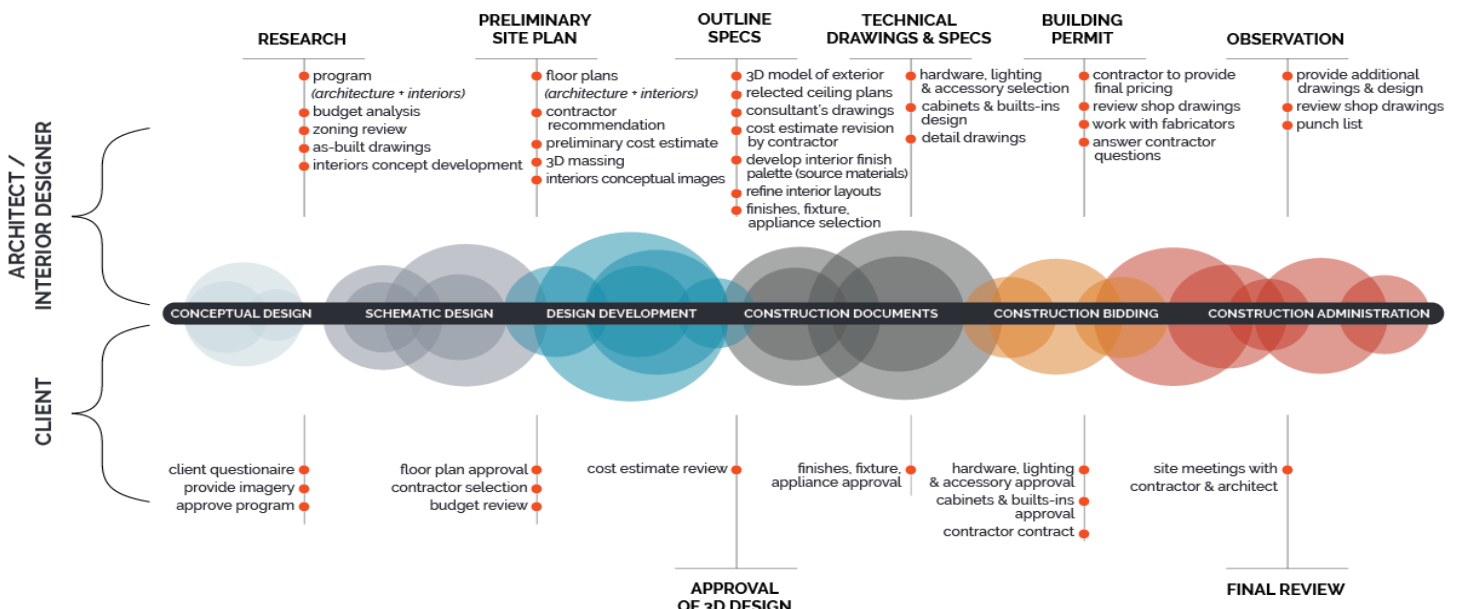 RESEARCH
program
(architecture + interiors)
budget analysis
zoning review
as-built drawings
interiors concept development
PRELIMINARY
SITE PLAN
floor plans
(architecture + interiors)
contractor
recommendation
preliminary cost estimate
3D massing
interiors conceptual images
OUTLINE
SPECS
3D model of exterior
relected ceiling plans
consultant's drawings
cost estimate revision
by contractor
develop interior finish
palette (source materials)
refine interior layouts
finishes, fixture,
appliance selection
TECHNICAL
DRAWINGS & SPECS
hardware, lighting
& accessory selection
cabinets & builts-ins
design
detail drawings
BUILDING
PERMIT
contractor to provide
final pricing
review shop drawings
work with fabricators
answer contractor
questions
OBSERVATION
provide additional
drawings & design
review shop drawings
punch list
ARCHITECT /
INTERIOR DESIGNER
CONCEPTUAL DESIGN
SCHEMATIC DESIGN
DESIGN DEVELOPMENT
CONSTRUCTION DOCUMENTS
CONSTRUCTION BIDDING
CONSTRUCTION ADMINISTRATION
CLIENT
client questionaire
provide imagery
approve program
floor plan approval
contractor selection
budget review
cost estimate review
APPROVAL
OF 3D DESIGN
finishes, fixture,
appliance approval
hardware, lighting
& accessory approval
cabinets & builts-ins
approval
contractor contract
site meetings with
contractor & architect
FINAL REVIEW